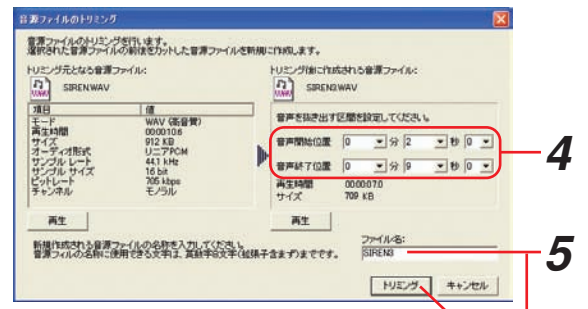 音源ファイルのトリミング
音源ファイルのトリミングを行います。
選択された音源ファイルの前後をカットした音源ファイルを新規に作成します。
トリミング元となる音源ファイル:
SIREN.WAV
項目 値
モード WAV (高音質)
再生時間 00:00:10.6
サイズ 912 KB
オーディオ形式 リニアPCM
サンプル レート 44.1 kHz
サンプル サイズ 16 bit
ビットレート 705 kbps
チャンネル モノラル
再生
トリミング後に作成される音源ファイル:
SIREN3.WAV
音声を抜き出す区間を設定してください。
音声開始位置 0 分 2 秒 0
音声終了位置 0 分 9 秒 0
再生時間 00:00:07.0
サイズ 709 KB
再生
4
新規作成される音源ファイルの名称を入力してください。
音源フィルの名称に使用できる文字は、英数字8文字(拡張子含まず)までです。
ファイル名:
SIREN3
5
トリミング キャンセル